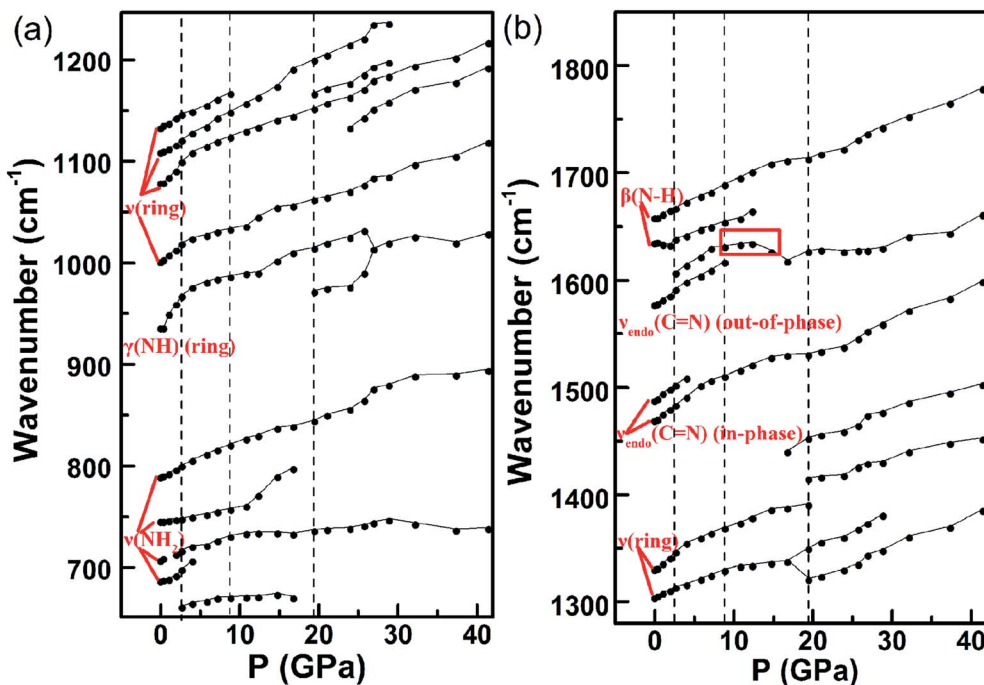 (a)
Wavenumber (cm⁻¹)
1200
1100
1000
900
800
700
ν(ring)
γ(NH) (ring)
ν(NH₂)
0 10 20 30 40
P (GPa)
(b)
Wavenumber (cm⁻¹)
1800
1700
1600
1500
1400
1300
β(N-H)
νendo(C=N) (out-of-phase)
νendo(C=N) (in-phase)
ν(ring)
0 10 20 30 40
P (GPa)